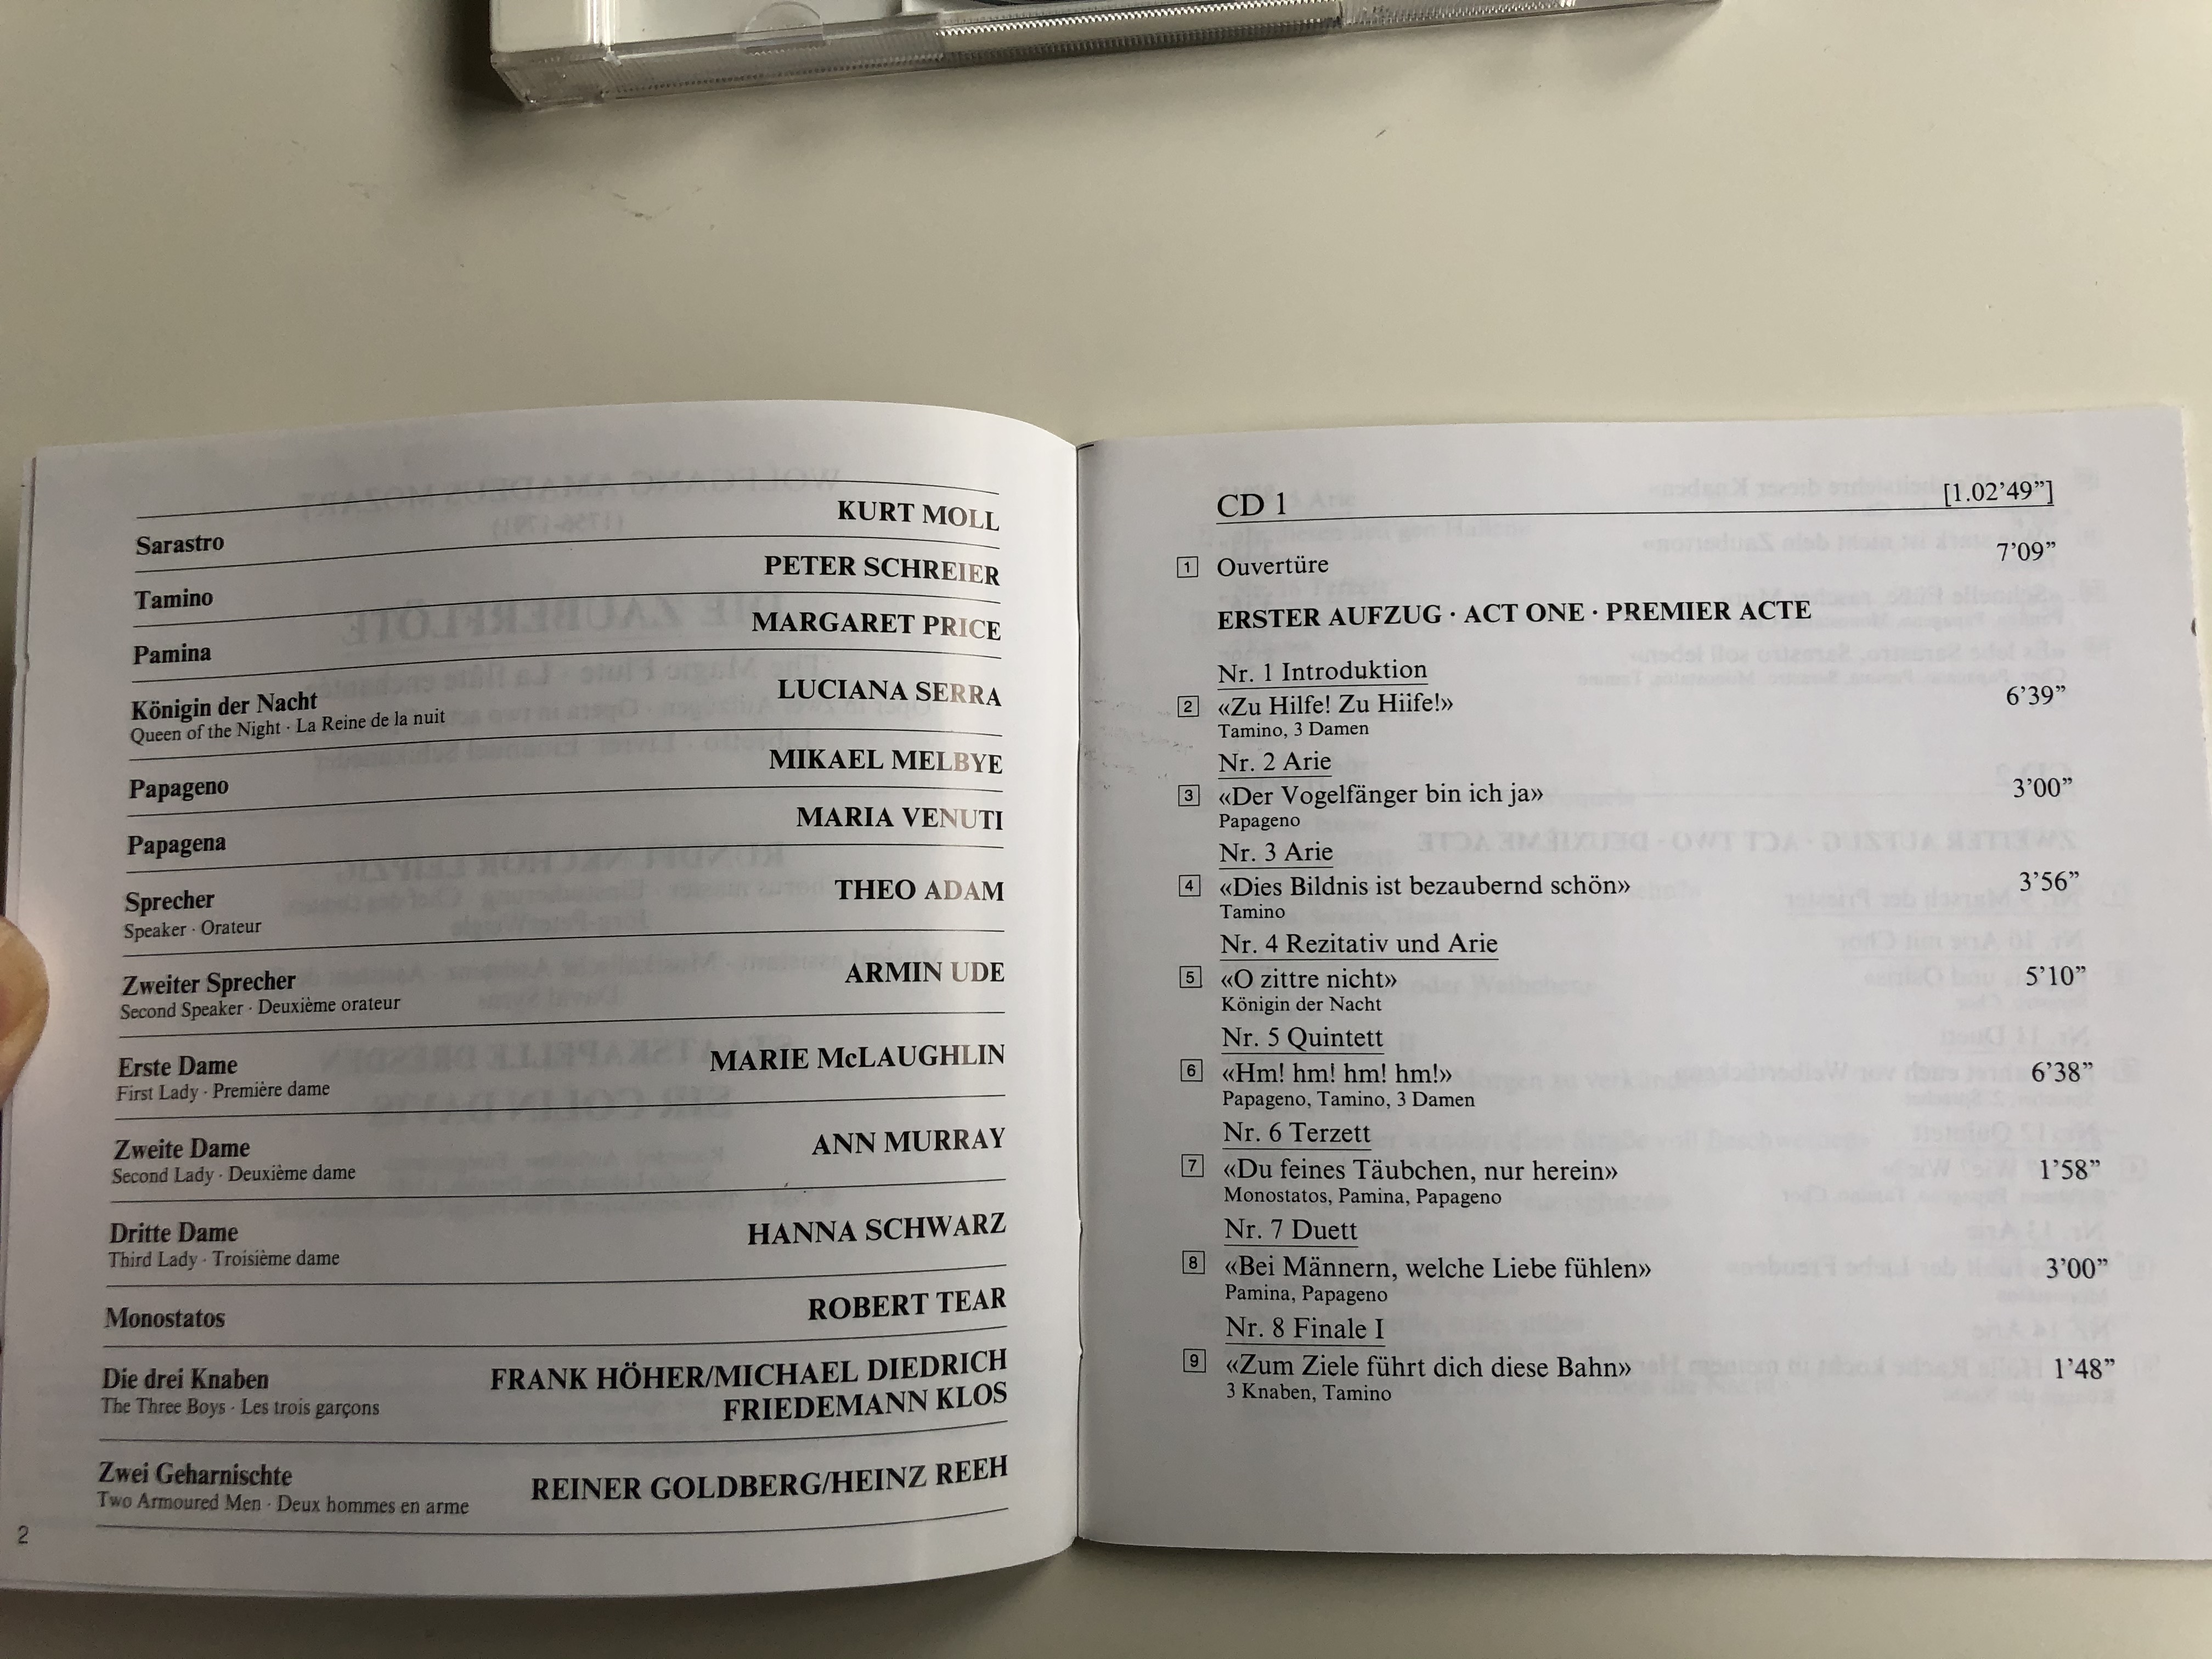 Sarastro KURT MOLL
Tamino PETER SCHREIER
Pamina MARGARET PRICE
Königin der Nacht LUCIANA SERRA
Queen of the Night · La Reine de la nuit
Papageno MIKAEL MELBYE
Papagena MARIA VENUTI
Sprecher THEO ADAM
Speaker · Orateur
Zweiter Sprecher ARMIN UDE
Second Speaker · Deuxième orateur
Erste Dame MARIE McLAUGHLIN
First Lady · Première dame
Zweite Dame ANN MURRAY
Second Lady · Deuxième dame
Dritte Dame HANNA SCHWARZ
Third Lady · Troisième dame
Monostatos ROBERT TEAR
Die drei Knaben FRANK HÖHER/MICHAEL DIEDRICH
The Three Boys · Les trois garçons FRIEDEMANN KLOS
Zwei Geharnischte REINER GOLDBERG/HEINZ REEH
Two Armoured Men · Deux hommes en arme
2
CD 1 [1.02’49”]
1 Ouvertüre 7’09”
ERSTER AUFZUG · ACT ONE · PREMIER ACTE
Nr. 1 Introduktion
2 «Zu Hilfe! Zu Hiife!» 6’39”
Tamino, 3 Damen
Nr. 2 Arie
3 «Der Vogelfänger bin ich ja» 3’00”
Papageno
Nr. 3 Arie
4 «Dies Bildnis ist bezaubernd schön» 3’56”
Tamino
Nr. 4 Rezitativ und Arie
5 «O zittre nicht» 5’10”
Königin der Nacht
Nr. 5 Quintett
6 «Hm! hm! hm! hm!» 6’38”
Papageno, Tamino, 3 Damen
Nr. 6 Terzett
7 «Du feines Täubchen, nur herein» 1’58”
Monostatos, Pamina, Papageno
Nr. 7 Duett
8 «Bei Männern, welche Liebe fühlen» 3’00”
Pamina, Papageno
Nr. 8 Finale I
9 «Zum Ziele führt dich diese Bahn» 1’48”
3 Knaben, Tamino